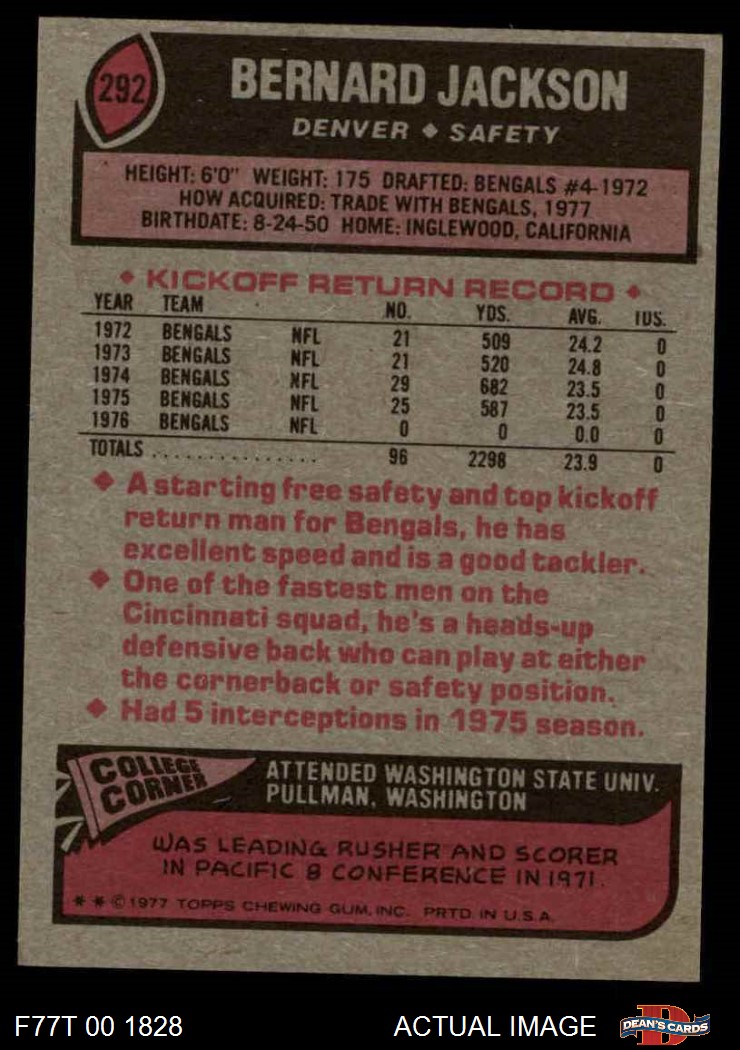 292
BERNARD JACKSON
DENVER ◆ SAFETY
HEIGHT: 6'0" WEIGHT: 175 DRAFTED: BENGALS #4-1972
HOW ACQUIRED: TRADE WITH BENGALS, 1977
BIRTHDATE: 8-24-50 HOME: INGLEWOOD, CALIFORNIA
◆ KICKOFF RETURN RECORD ◆
YEAR TEAM NO. YDS. AVG. TDS.
1972 BENGALS NFL 21 509 24.2 0
1973 BENGALS NFL 21 520 24.8 0
1974 BENGALS NFL 29 682 23.5 0
1975 BENGALS NFL 25 587 23.5 0
1976 BENGALS NFL 0 0 0.0 0
TOTALS ................ 96 2298 23.9 0
◆ A starting free safety and top kickoff
return man for Bengals, he has
excellent speed and is a good tackler.
◆ One of the fastest men on the
Cincinnati squad, he's a heads-up
defensive back who can play at either
the cornerback or safety position.
◆ Had 5 interceptions in 1975 season.
COLLEGE
CORNER
ATTENDED WASHINGTON STATE UNIV.
PULLMAN, WASHINGTON
WAS LEADING RUSHER AND SCORER
IN PACIFIC 8 CONFERENCE IN 1971.
* * © 1977 TOPPS CHEWING GUM, INC. PRTD. IN U.S.A.
F77T 00 1828
ACTUAL IMAGE
D
DEAN'S CARDS